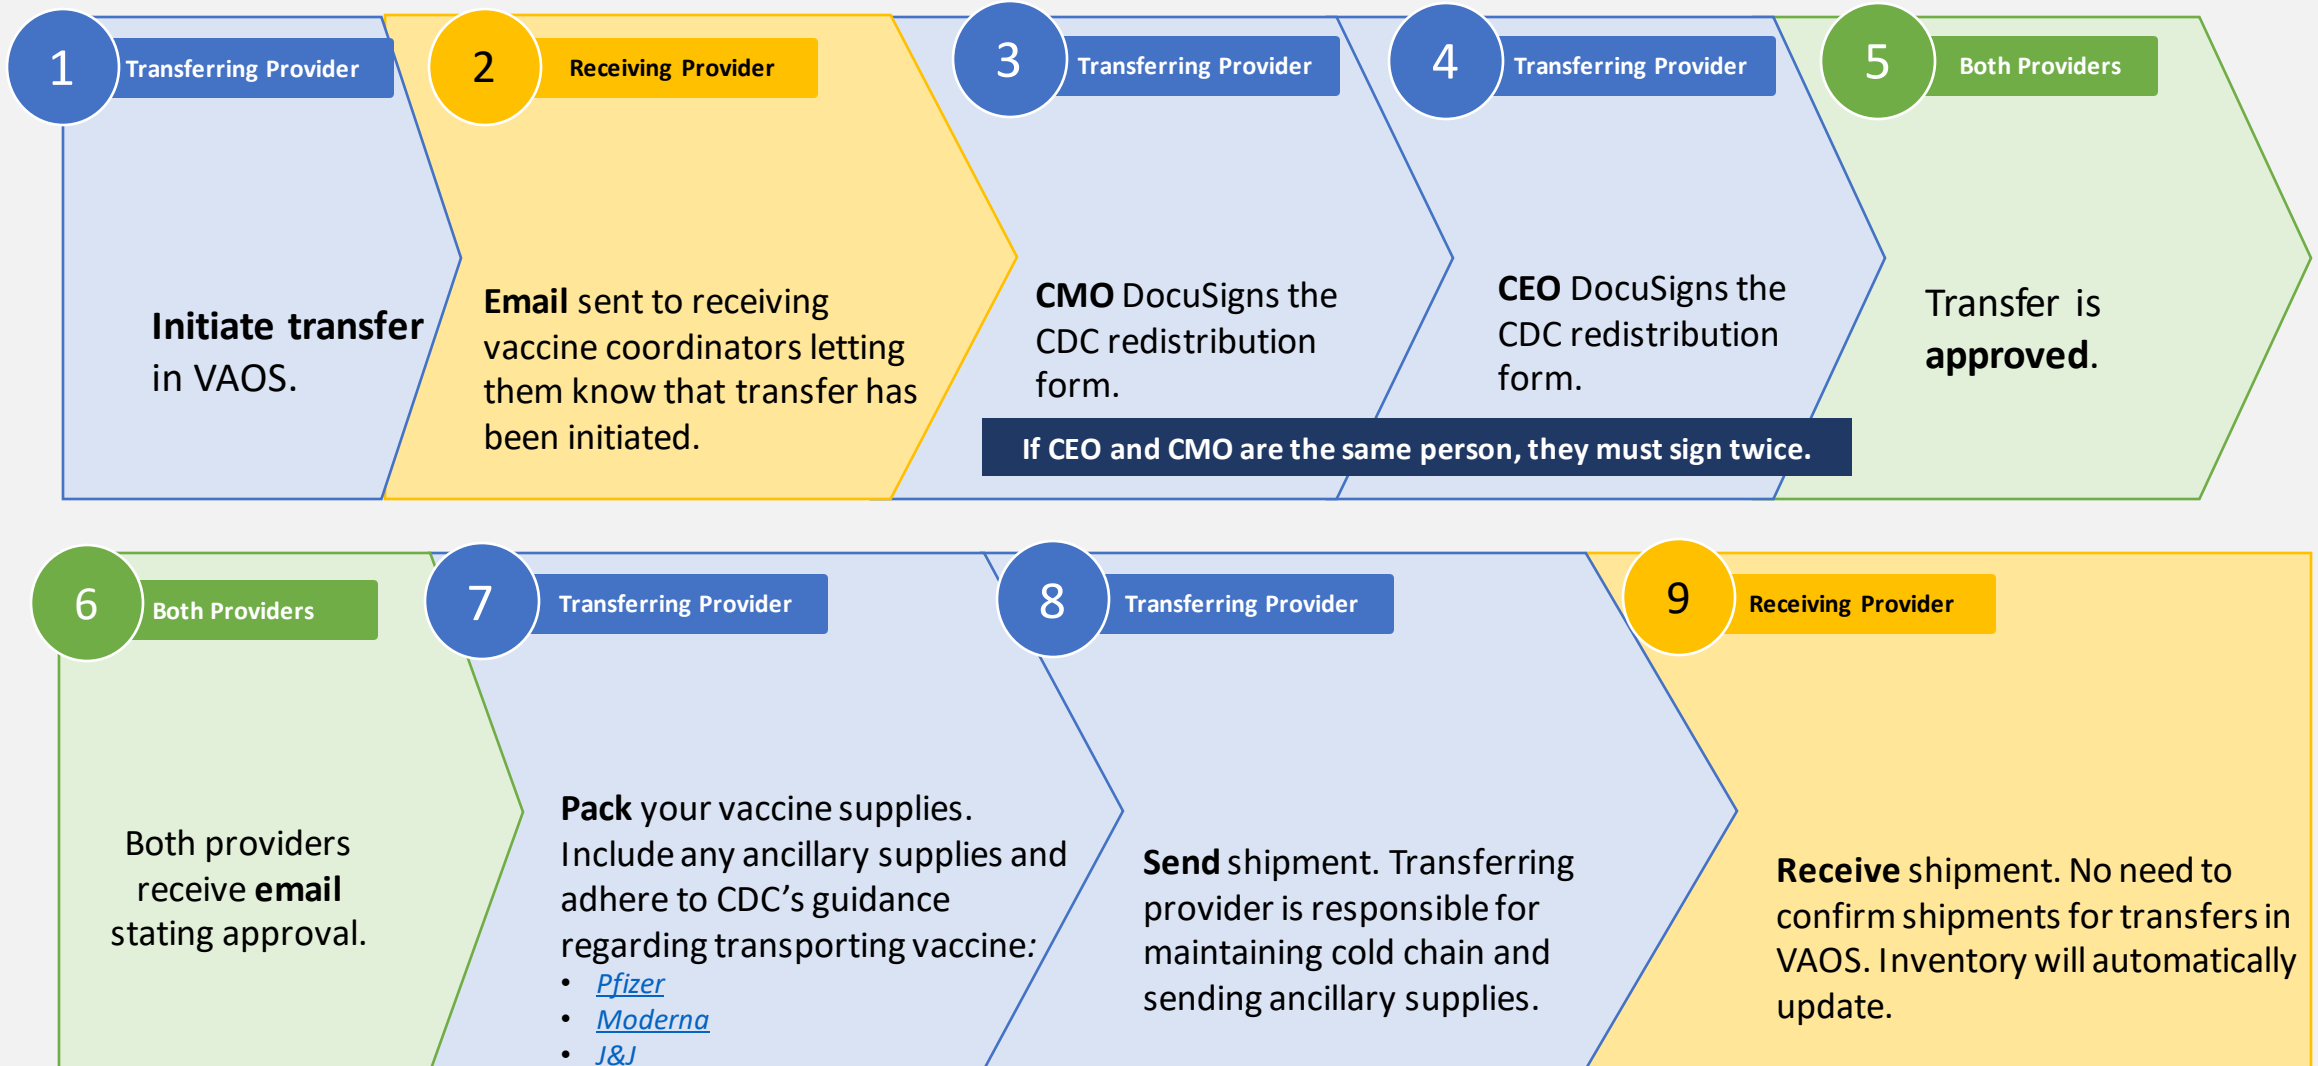 1
Transferring Provider
Initiate transfer
in VAOS.
2
Receiving Provider
Email sent to receiving
vaccine coordinators letting
them know that transfer has
been initiated.
3
Transferring Provider
CMO DocuSigns the
CDC redistribution
form.
4
Transferring Provider
CEO DocuSigns the
CDC redistribution
form.
If CEO and CMO are the same person, they must sign twice.
5
Both Providers
Transfer is
approved.
6
Both Providers
Both providers
receive email
stating approval.
7
Transferring Provider
Pack your vaccine supplies.
Include any ancillary supplies and
adhere to CDC’s guidance
regarding transporting vaccine:
• Pfizer
• Moderna
• J&J
8
Transferring Provider
Send shipment. Transferring
provider is responsible for
maintaining cold chain and
sending ancillary supplies.
9
Receiving Provider
Receive shipment. No need to
confirm shipments for transfers in
VAOS. Inventory will automatically
update.